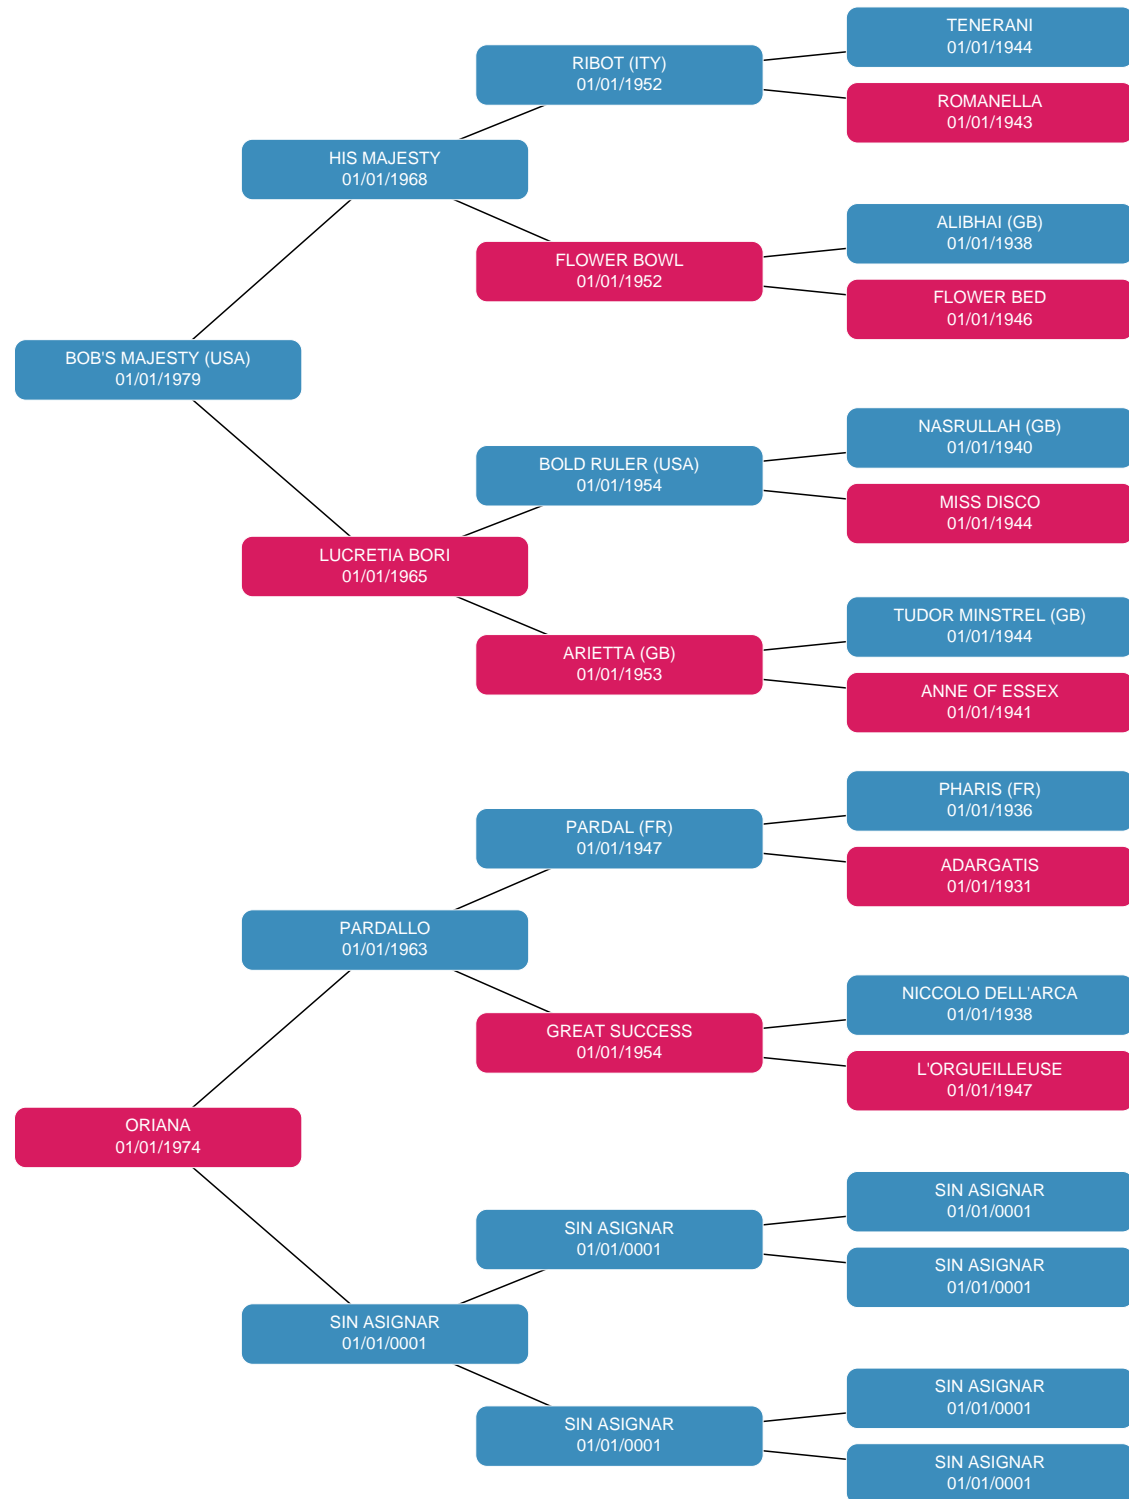 TENERANI
01/01/1944
RIBOT (ITY)
01/01/1952
ROMANELLA
01/01/1943
HIS MAJESTY
01/01/1968
ALIBHAI (GB)
01/01/1938
FLOWER BOWL
01/01/1952
FLOWER BED
01/01/1946
BOB'S MAJESTY (USA)
01/01/1979
NASRULLAH (GB)
01/01/1940
BOLD RULER (USA)
01/01/1954
MISS DISCO
01/01/1944
LUCRETIA BORI
01/01/1965
TUDOR MINSTREL (GB)
01/01/1944
ARIETTA (GB)
01/01/1953
ANNE OF ESSEX
01/01/1941
PHARIS (FR)
01/01/1936
PARDAL (FR)
01/01/1947
ADARGATIS
01/01/1931
PARDALLO
01/01/1963
NICCOLO DELL'ARCA
01/01/1938
GREAT SUCCESS
01/01/1954
L'ORGUEILLEUSE
01/01/1947
ORIANA
01/01/1974
SIN ASIGNAR
01/01/0001
SIN ASIGNAR
01/01/0001
SIN ASIGNAR
01/01/0001
SIN ASIGNAR
01/01/0001
SIN ASIGNAR
01/01/0001
SIN ASIGNAR
01/01/0001
SIN ASIGNAR
01/01/0001